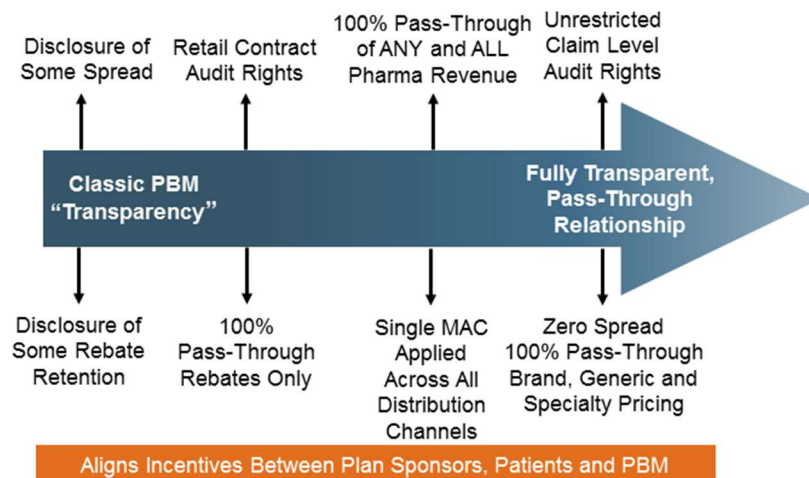 Disclosure of
Some Spread
Retail Contract
Audit Rights
100% Pass-Through
of ANY and ALL
Pharma Revenue
Unrestricted
Claim Level
Audit Rights
Classic PBM
“Transparency”
Fully Transparent,
Pass-Through
Relationship
Disclosure of
Some Rebate
Retention
100%
Pass-Through
Rebates Only
Single MAC
Applied
Across All
Distribution
Channels
Zero Spread
100% Pass-Through
Brand, Generic and
Specialty Pricing
Aligns Incentives Between Plan Sponsors, Patients and PBM